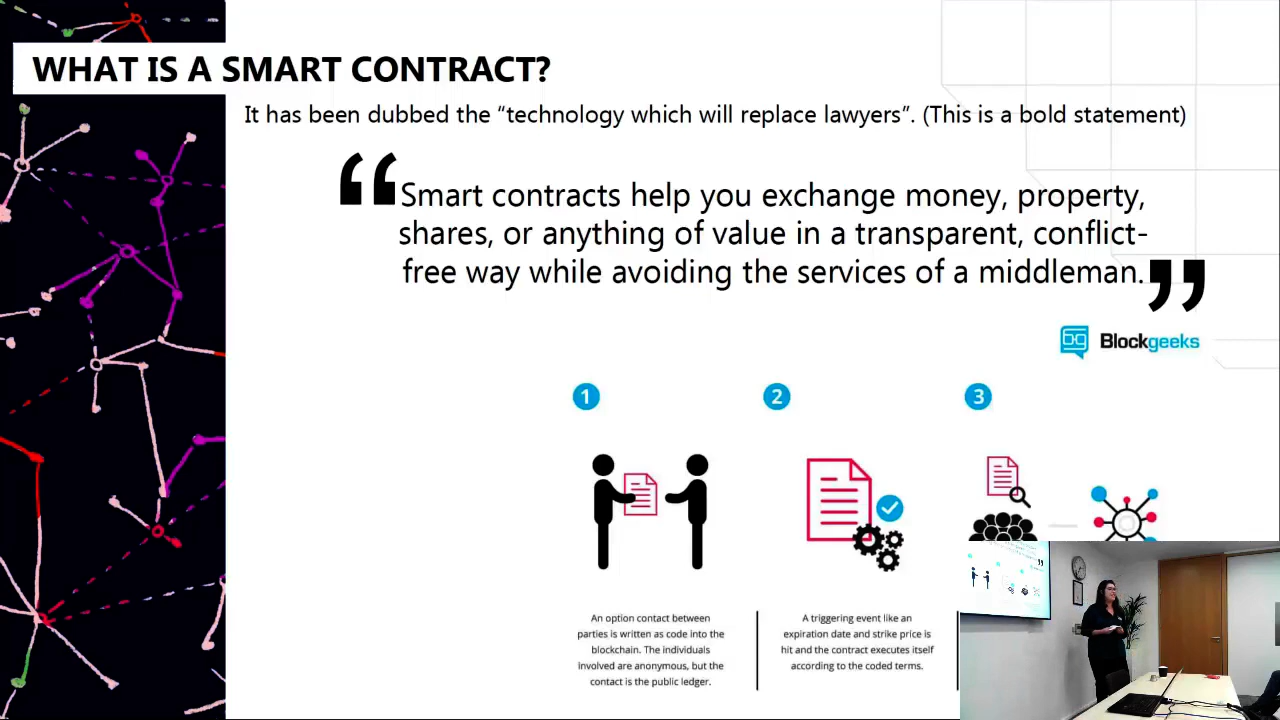 WHAT IS A SMART CONTRACT?
It has been dubbed the “technology which will replace lawyers”. (This is a bold statement)
“Smart contracts help you exchange money, property,
shares, or anything of value in a transparent, conflict-
free way while avoiding the services of a middleman.”
Blockgeeks
1
2
3
An option contact between
parties is written as code into the
blockchain. The individuals
involved are anonymous, but the
contact is the public ledger.
A triggering event like an
expiration date and strike price is
hit and the contract executes itself
according to the coded terms.